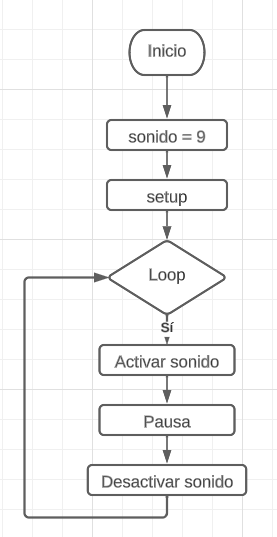 Inicio
sonido = 9
setup
Loop
Sí
Activar sonido
Pausa
Desactivar sonido